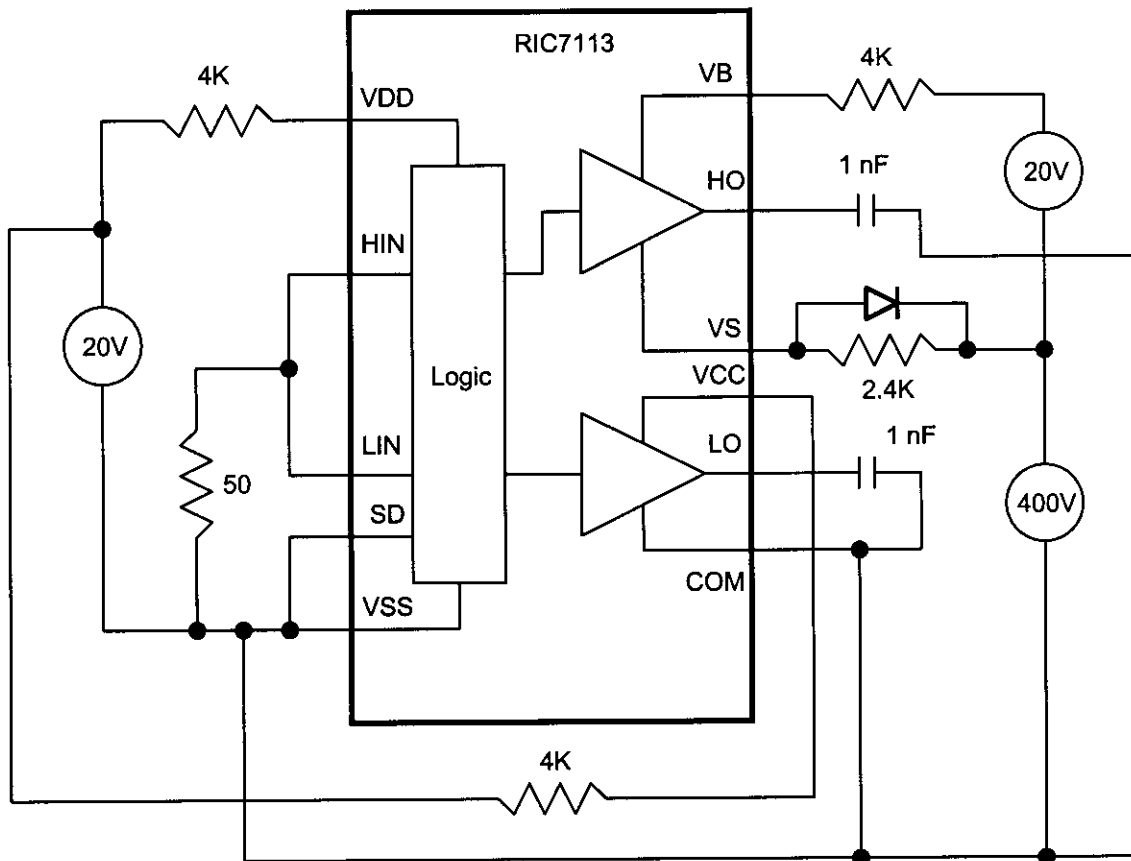 RIC7113
4K
VDD
VB
4K
HO
1 nF
20V
HIN
20V
VS
Logic
VCC
2.4K
LIN
LO
1 nF
50
SD
400V
COM
VSS
4K